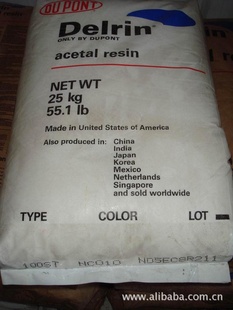 DU PONT
Delrin
ONLY BY DUPONT
acetal resin
NET WT
25 kg
55.1 lb
Made in United States of America
Also produced in: China
India
Japan
Korea
Mexico
Netherlands
Singapore
and sold worldwide
TYPE COLOR LOT
100ST NC010
www.alibaba.com.cn